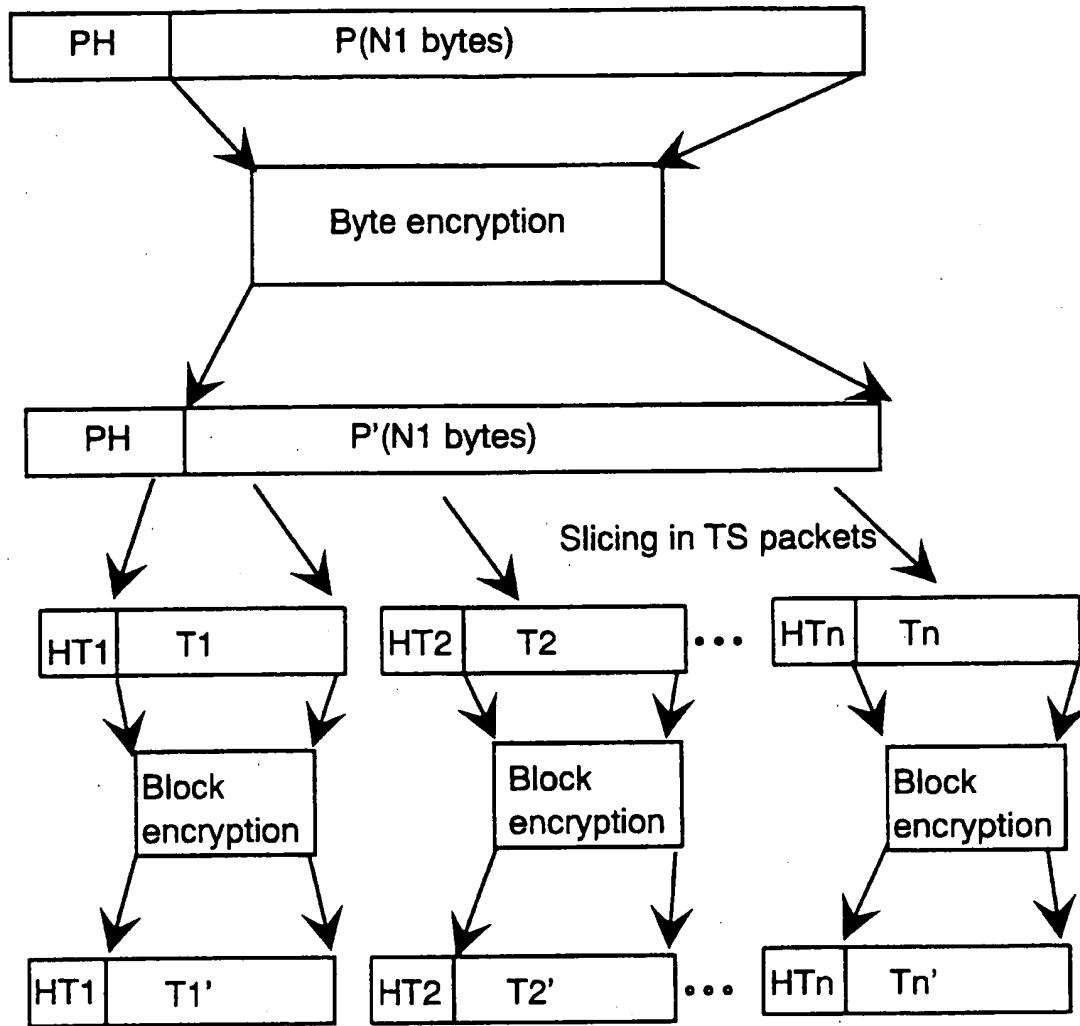 PH P(N1 bytes)
Byte encryption
PH P'(N1 bytes)
Slicing in TS packets
HT1 T1 HT2 T2 HTn Tn
Block
encryption
Block
encryption
Block
encryption
HT1 T1' HT2 T2' HTn Tn'